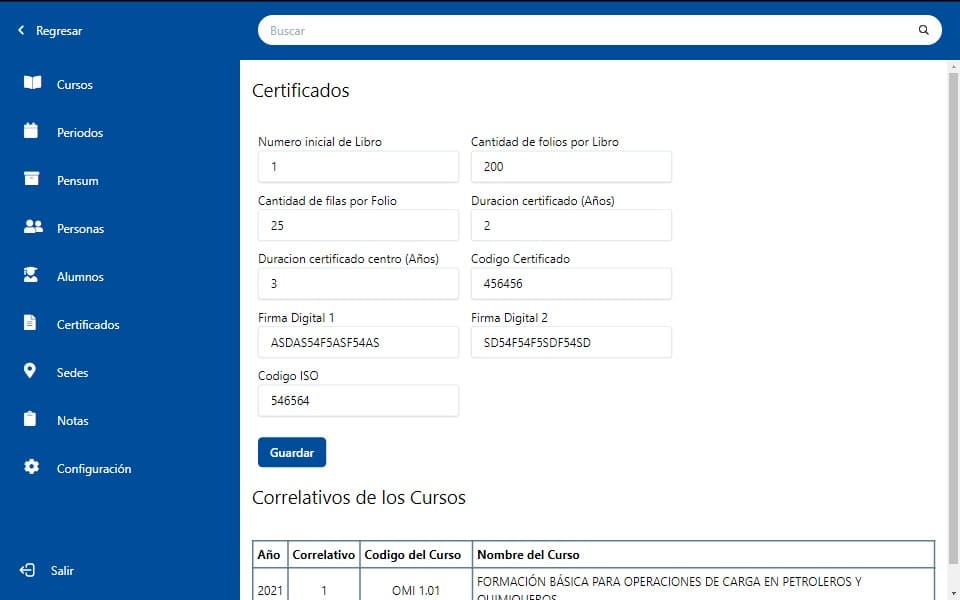 Regresar
Buscar
Cursos
Periodos
Pensum
Personas
Alumnos
Certificados
Sedes
Notas
Configuración
Salir
Certificados
Numero inicial de Libro
Cantidad de folios por Libro
1
200
Cantidad de filas por Folio
Duracion certificado (Años)
25
2
Duracion certificado centro (Años)
Codigo Certificado
3
456456
Firma Digital 1
Firma Digital 2
ASDAS54F5ASF54AS
SD54F54F5SDF54SD
Codigo ISO
546564
Guardar
Correlativos de los Cursos
Año Correlativo Codigo del Curso Nombre del Curso
2021 1 OMI 1.01 FORMACIÓN BÁSICA PARA OPERACIONES DE CARGA EN PETROLEROS Y
QUIMIQUEROS